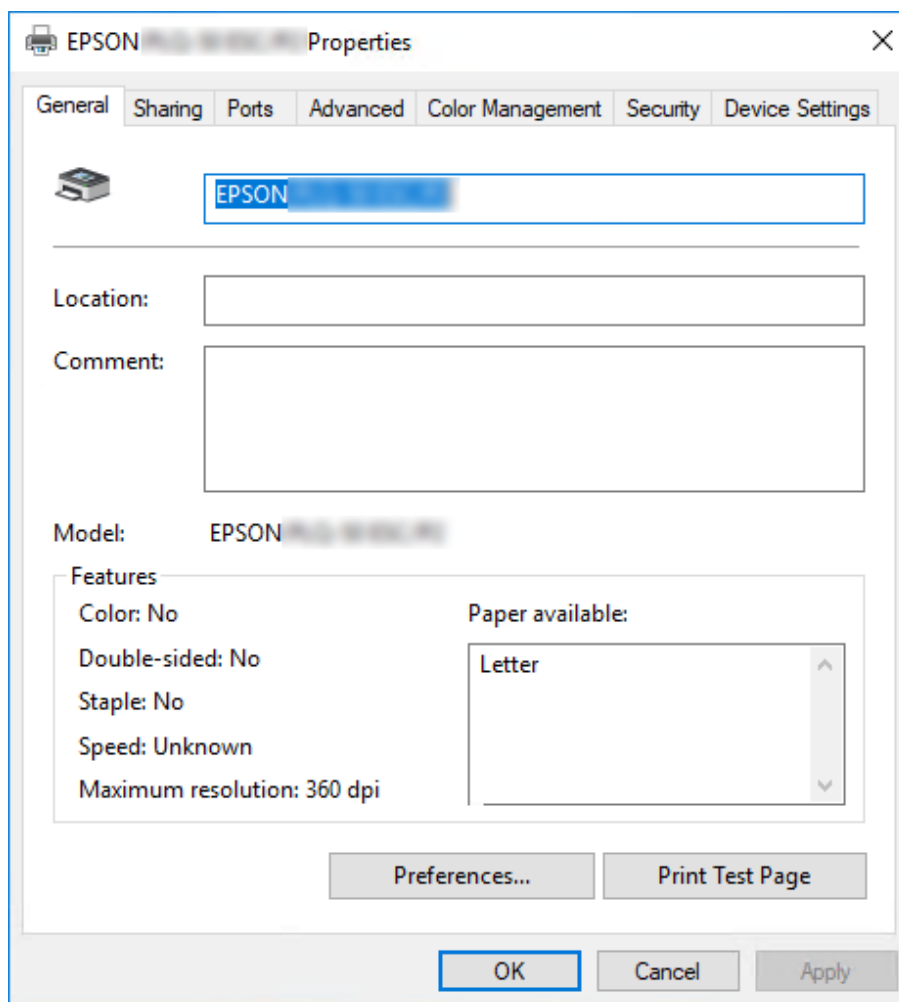 EPSON Properties
General Sharing Ports Advanced Color Management Security Device Settings
EPSON
Location:
Comment:
Model: EPSON
Features
Color: No
Paper available:
Double-sided: No
Letter
Staple: No
Speed: Unknown
Maximum resolution: 360 dpi
Preferences... Print Test Page
OK Cancel Apply